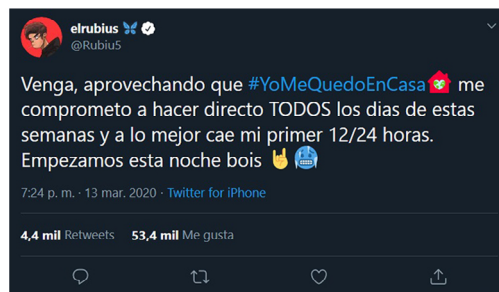 elrubius
@Rubiu5
Venga, aprovechando que #YoMeQuedoEnCasa me
comprometo a hacer directo TODOS los dias de estas
semanas y a lo mejor cae mi primer 12/24 horas.
Empezamos esta noche bois 🤘🥶
7:24 p. m. · 13 mar. 2020 · Twitter for iPhone
4,4 mil Retweets 53,4 mil Me gusta